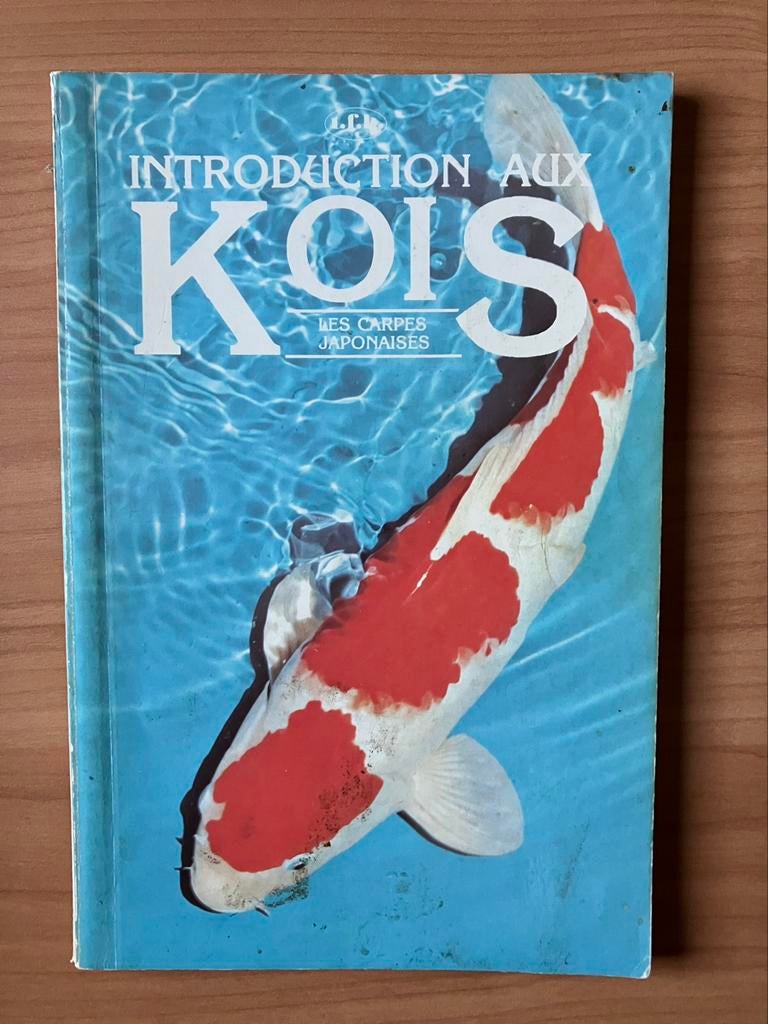 INTRODUCTION AUX
KOIS
LES CARPES
JAPONAISES